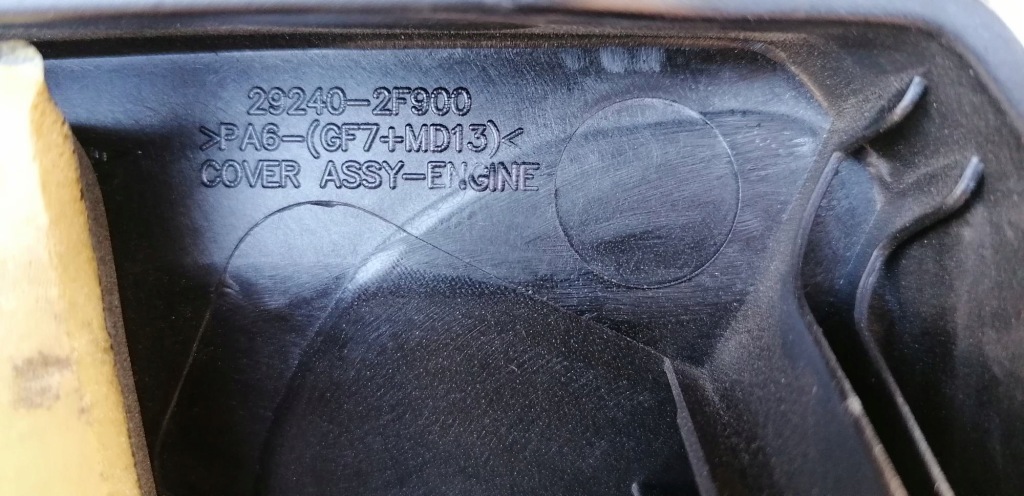 29240-2F900
>PA6-(GF7+MD13)<
COVER ASSY-ENGINE